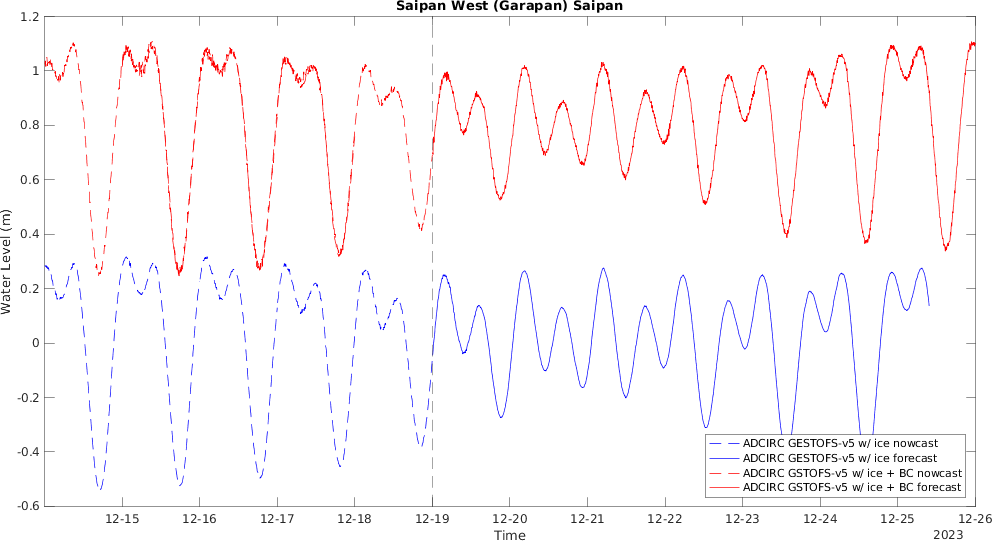 Saipan West (Garapan) Saipan
1.2
1
0.8
0.6
0.4
0.2
0
-0.2
-0.4
-0.6
Water Level (m)
ADCIRC GESTOFS-v5 w/ ice nowcast
ADCIRC GESTOFS-v5 w/ ice forecast
ADCIRC GSTOFS-v5 w/ ice + BC nowcast
ADCIRC GSTOFS-v5 w/ ice + BC forecast
12-15 12-16 12-17 12-18 12-19 12-20 12-21 12-22 12-23 12-24 12-25 12-26
Time
2023